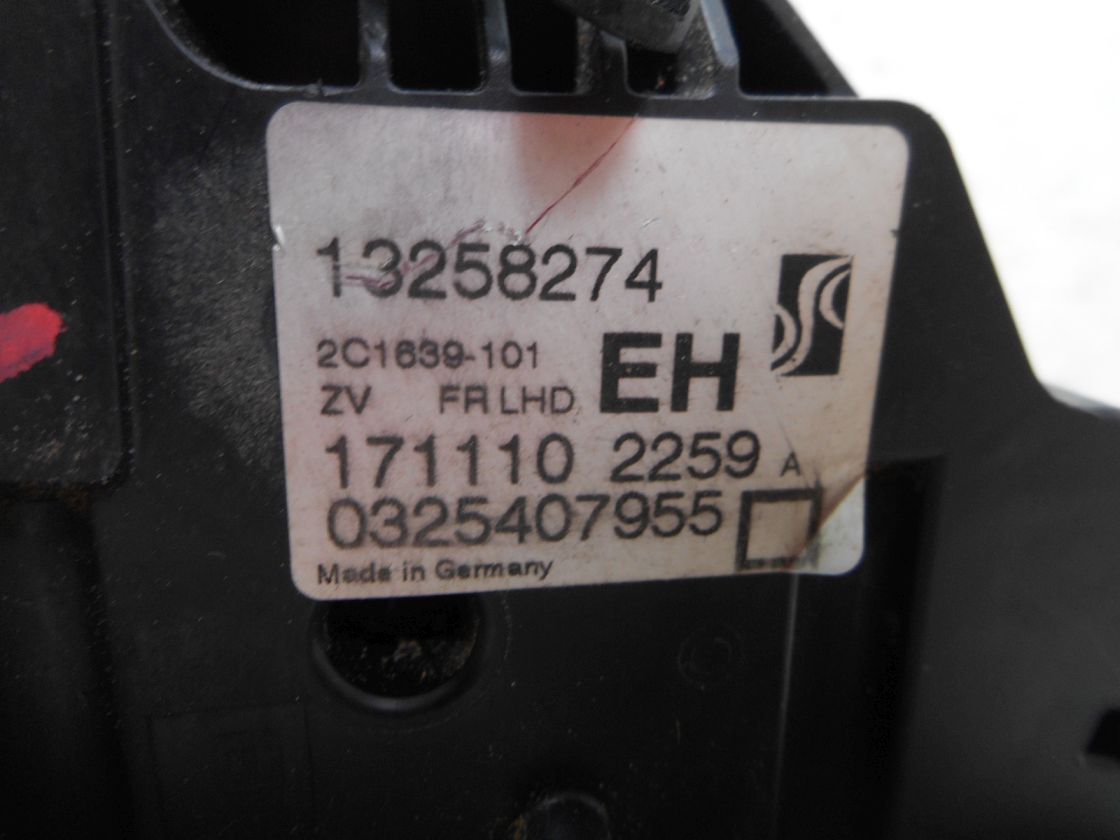 13258274
2C1639-101
ZV FR LHD EH
171110 2259 A
0325407955
Made in Germany